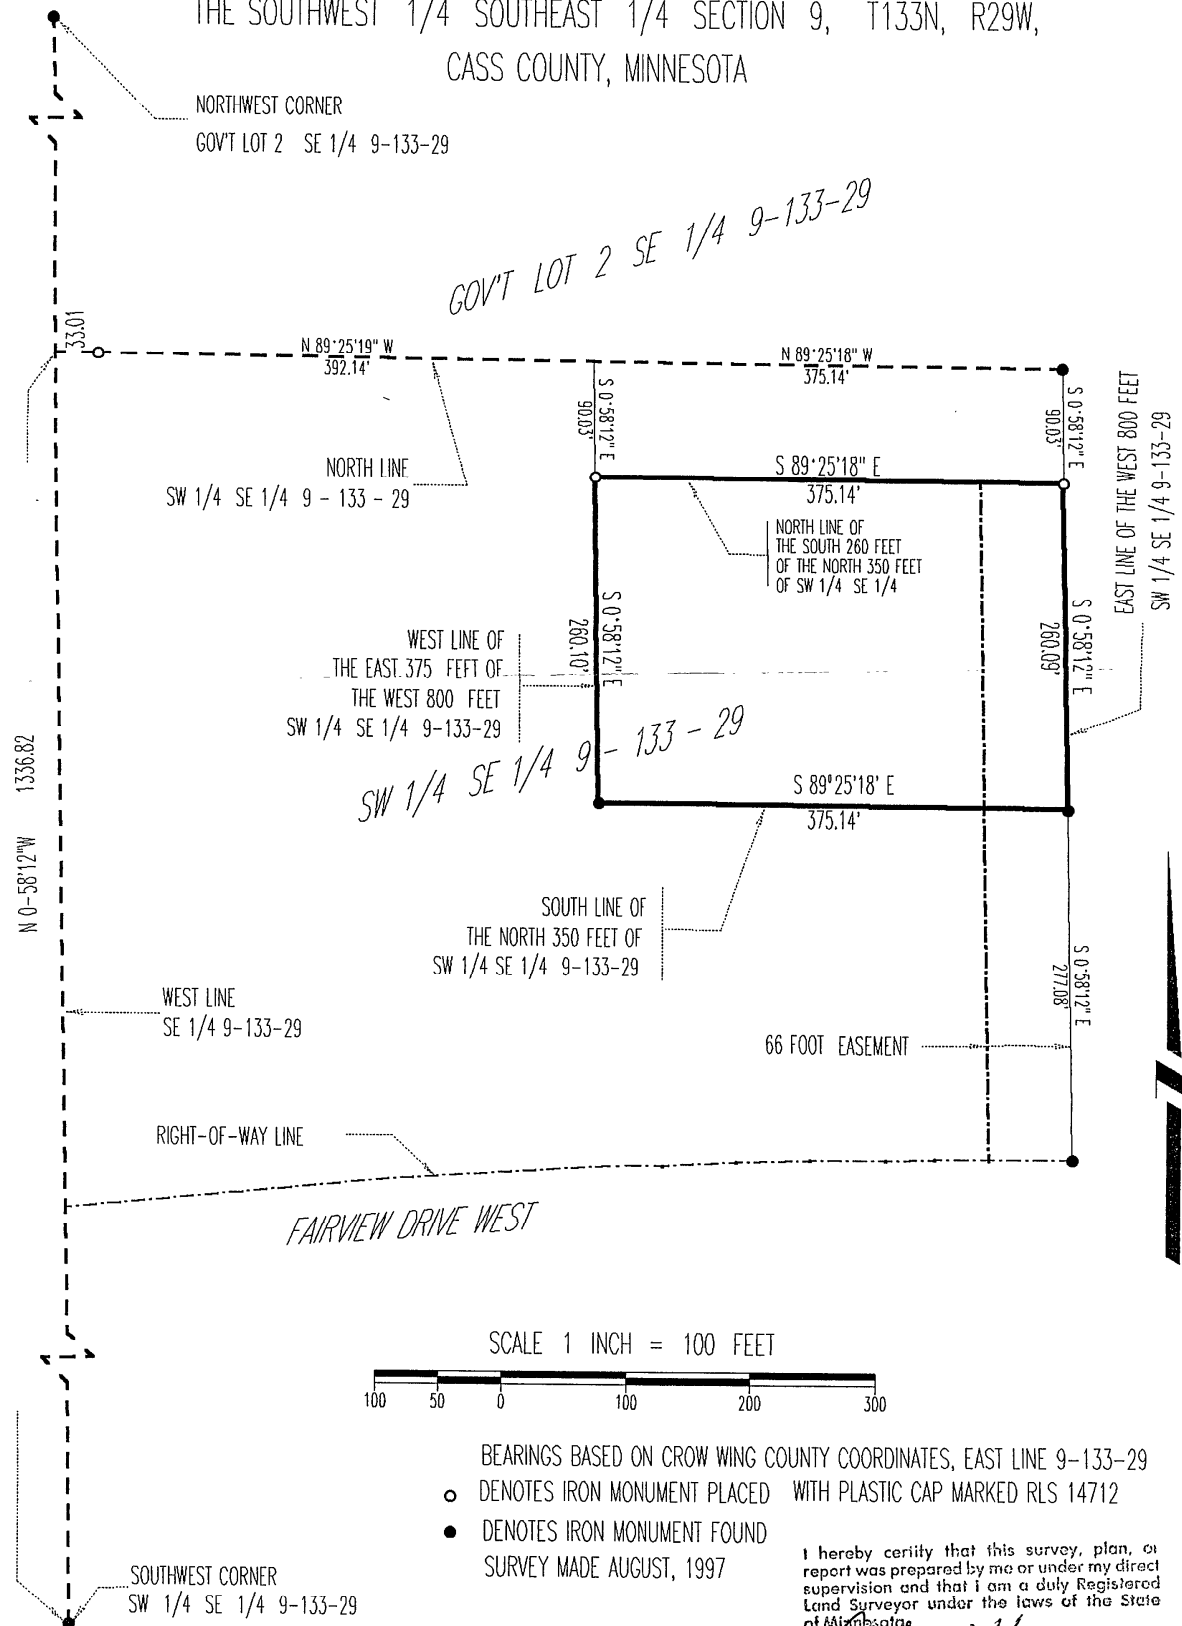 THE SOUTHWEST 1/4 SOUTHEAST 1/4 SECTION 9, T133N, R29W,
CASS COUNTY, MINNESOTA
NORTHWEST CORNER
GOV'T LOT 2 SE 1/4 9-133-29
GOV'T LOT 2 SE 1/4 9-133-29
33.01
N 89°25'19" W
392.14'
N 89°25'18" W
375.14'
S 0°58'12" E
90.03'
S 0°58'12" E
90.03'
EAST LINE OF THE WEST 800 FEET
SW 1/4 SE 1/4 9-133-29
NORTH LINE
SW 1/4 SE 1/4 9 - 133 - 29
S 89°25'18" E
375.14'
NORTH LINE OF
THE SOUTH 260 FEET
OF THE NORTH 350 FEET
OF SW 1/4 SE 1/4
S 0°58'12" E
260.10'
S 0°58'12" E
260.09'
WEST LINE OF
THE EAST 375 FEET OF
THE WEST 800 FEET
SW 1/4 SE 1/4 9-133-29
SW 1/4 SE 1/4 9 - 133 - 29
S 89°25'18' E
375.14'
N 0-58'12"W 1336.82
SOUTH LINE OF
THE NORTH 350 FEET OF
SW 1/4 SE 1/4 9-133-29
S 0°58'12" E
277.08'
WEST LINE
SE 1/4 9-133-29
66 FOOT EASEMENT
RIGHT-OF-WAY LINE
FAIRVIEW DRIVE WEST
SCALE 1 INCH = 100 FEET
100 50 0 100 200 300
BEARINGS BASED ON CROW WING COUNTY COORDINATES, EAST LINE 9-133-29
DENOTES IRON MONUMENT PLACED WITH PLASTIC CAP MARKED RLS 14712
DENOTES IRON MONUMENT FOUND
SURVEY MADE AUGUST, 1997
I hereby certify that this survey, plan, or
report was prepared by me or under my direct
supervision and that i am a duly Registered
Land Surveyor under the laws of the State
of Minnesota.
SOUTHWEST CORNER
SW 1/4 SE 1/4 9-133-29